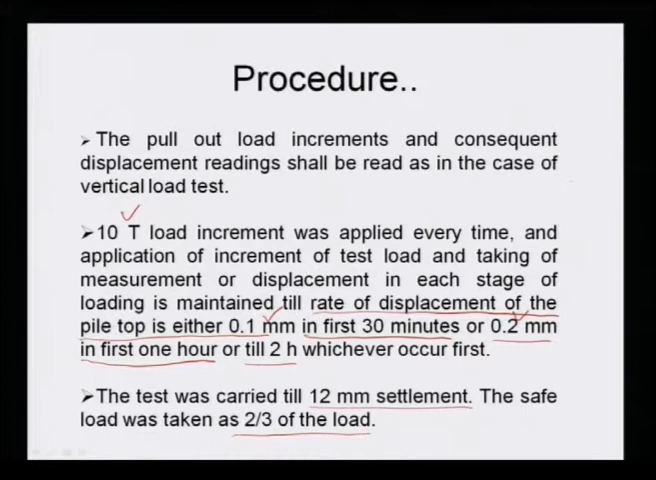 Procedure..
➢ The pull out load increments and consequent
displacement readings shall be read as in the case of
vertical load test.
➢10 T load increment was applied every time, and
application of increment of test load and taking of
measurement or displacement in each stage of
loading is maintained till rate of displacement of the
pile top is either 0.1 mm in first 30 minutes or 0.2 mm
in first one hour or till 2 h whichever occur first.
➢The test was carried till 12 mm settlement. The safe
load was taken as 2/3 of the load.